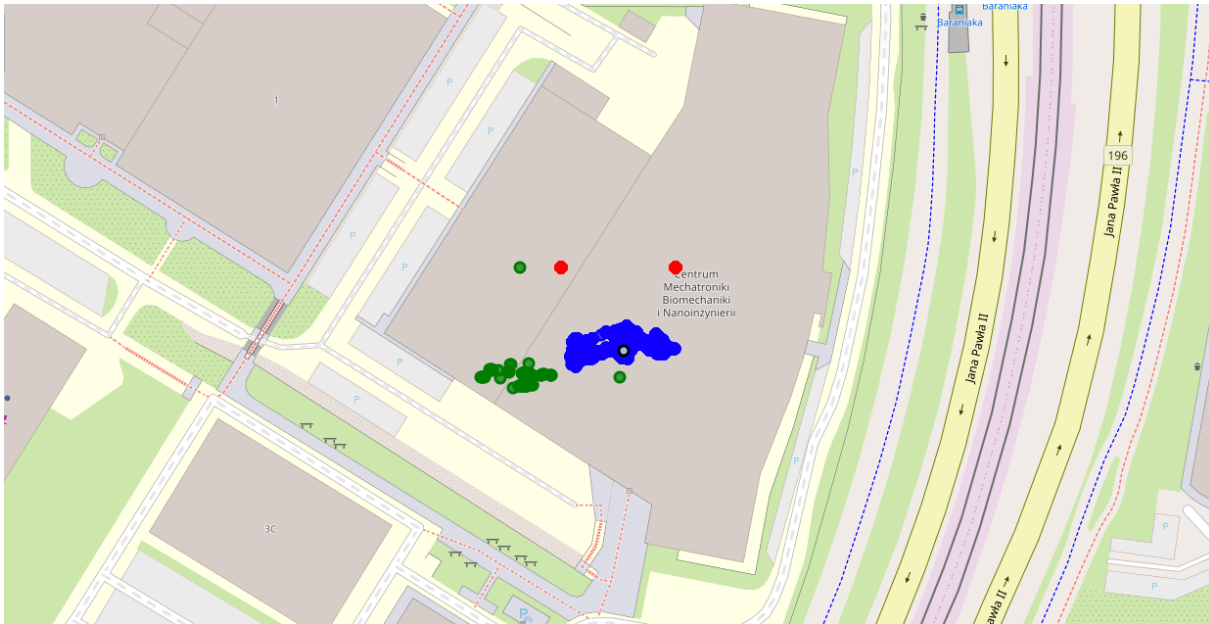 Baraniaka
Baraniaka
P
1
P
P
196
P
Jana Pawła II
P
P
Centrum
Mechatroniki
Biomechaniki
i Nanoinżynierii
Jana Pawła II
P
P
P
3C
P
P
Jana Pawła II
P